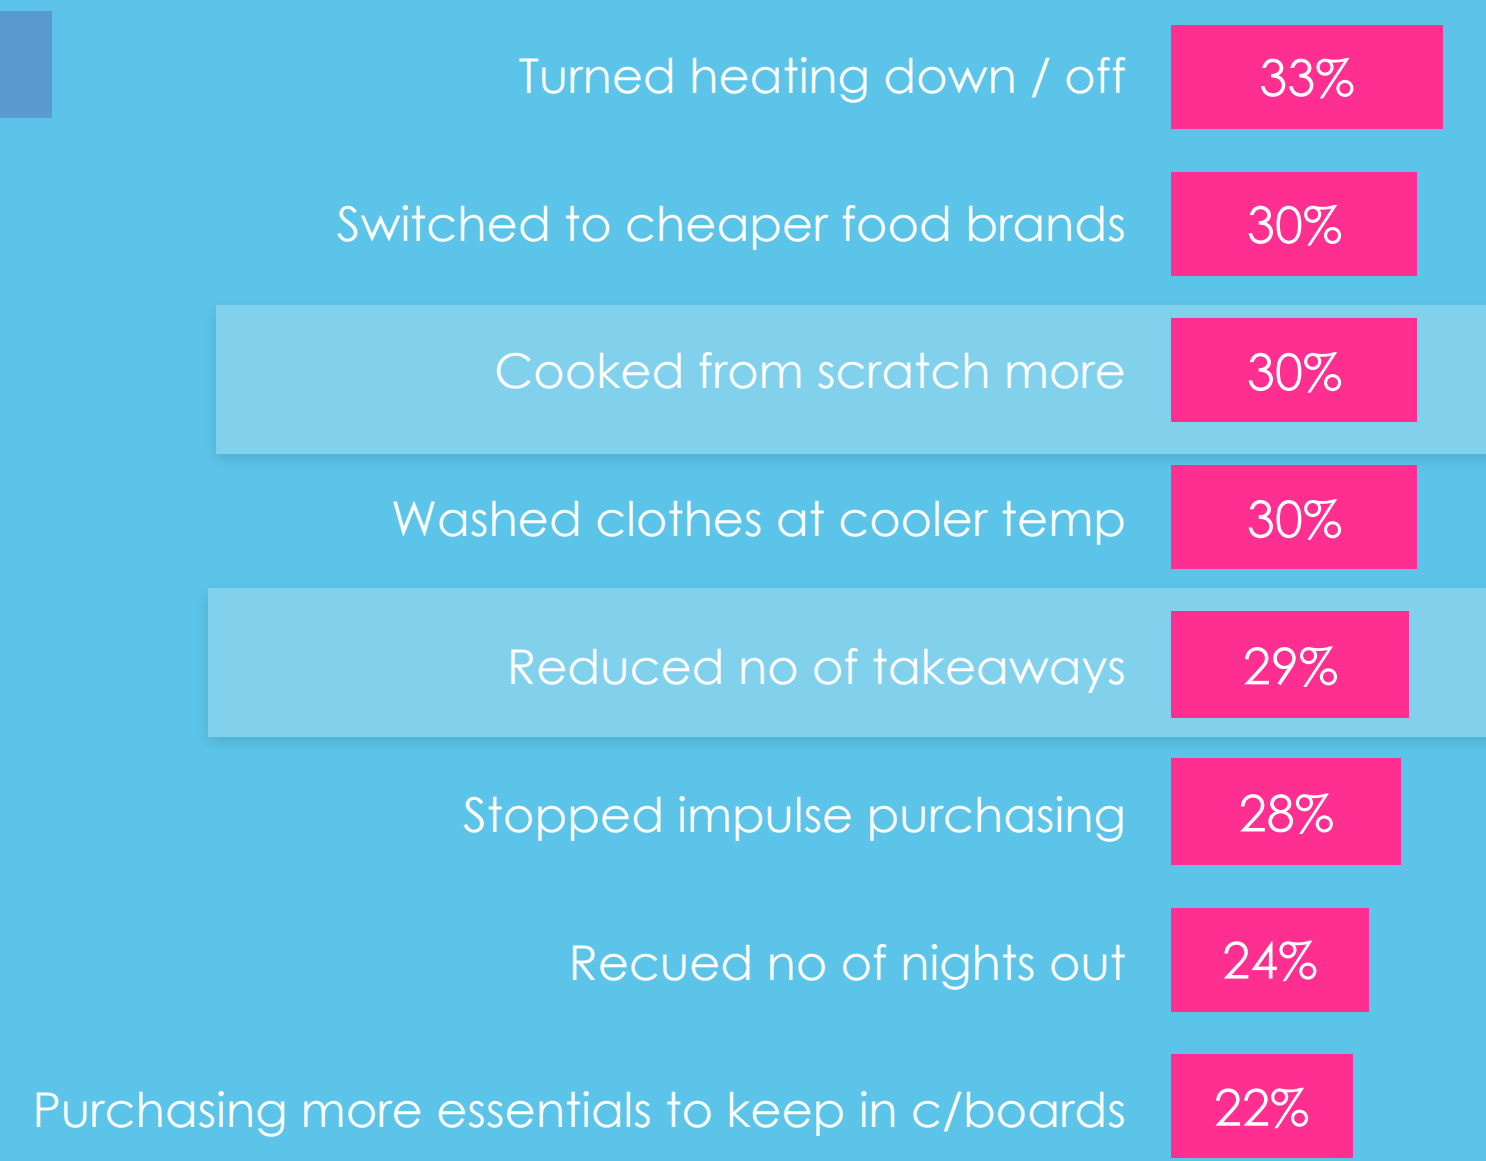 Turned heating down / off 33%
Switched to cheaper food brands 30%
Cooked from scratch more 30%
Washed clothes at cooler temp 30%
Reduced no of takeaways 29%
Stopped impulse purchasing 28%
Recued no of nights out 24%
Purchasing more essentials to keep in c/boards 22%